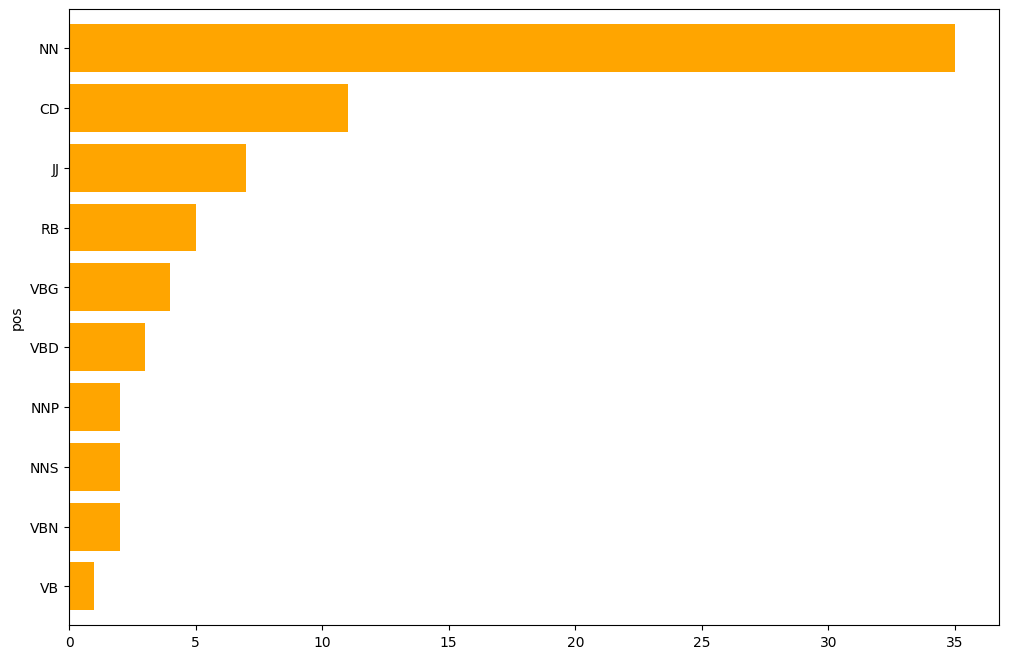 NN
CD
JJ
RB
VBG
VBD
NNP
NNS
VBN
VB
pos
0 5 10 15 20 25 30 35